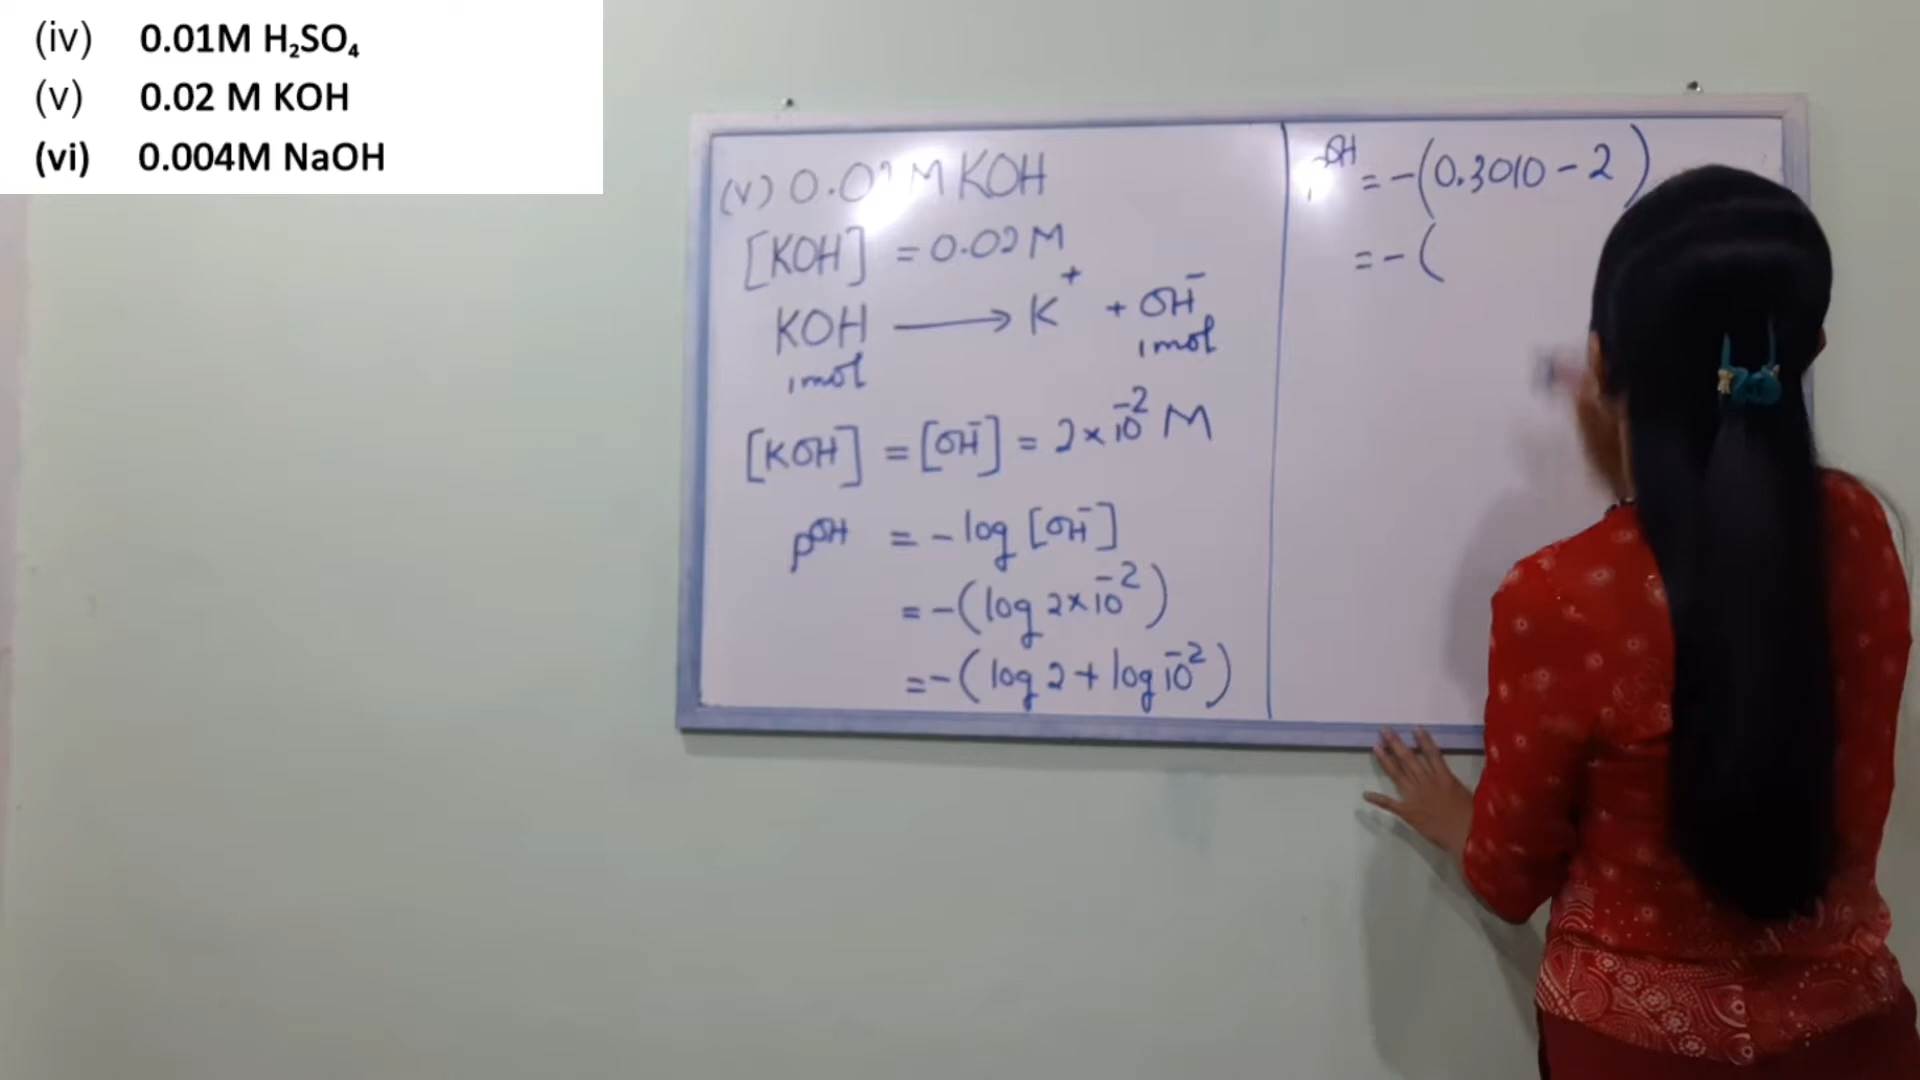 (iv) 0.01M H₂SO₄
(v) 0.02 M KOH
(vi) 0.004M NaOH
(v) 0.02 M KOH
[KOH] = 0.02 M
KOH ⟶ K⁺ + OH⁻
1mol 1mol
[KOH] = [OH⁻] = 2×10⁻² M
pᴼᴴ = -log [OH⁻]
= -(log 2×10⁻²)
= -(log 2 + log 10⁻²)
pᴼᴴ = -(0.3010 - 2)
= -(